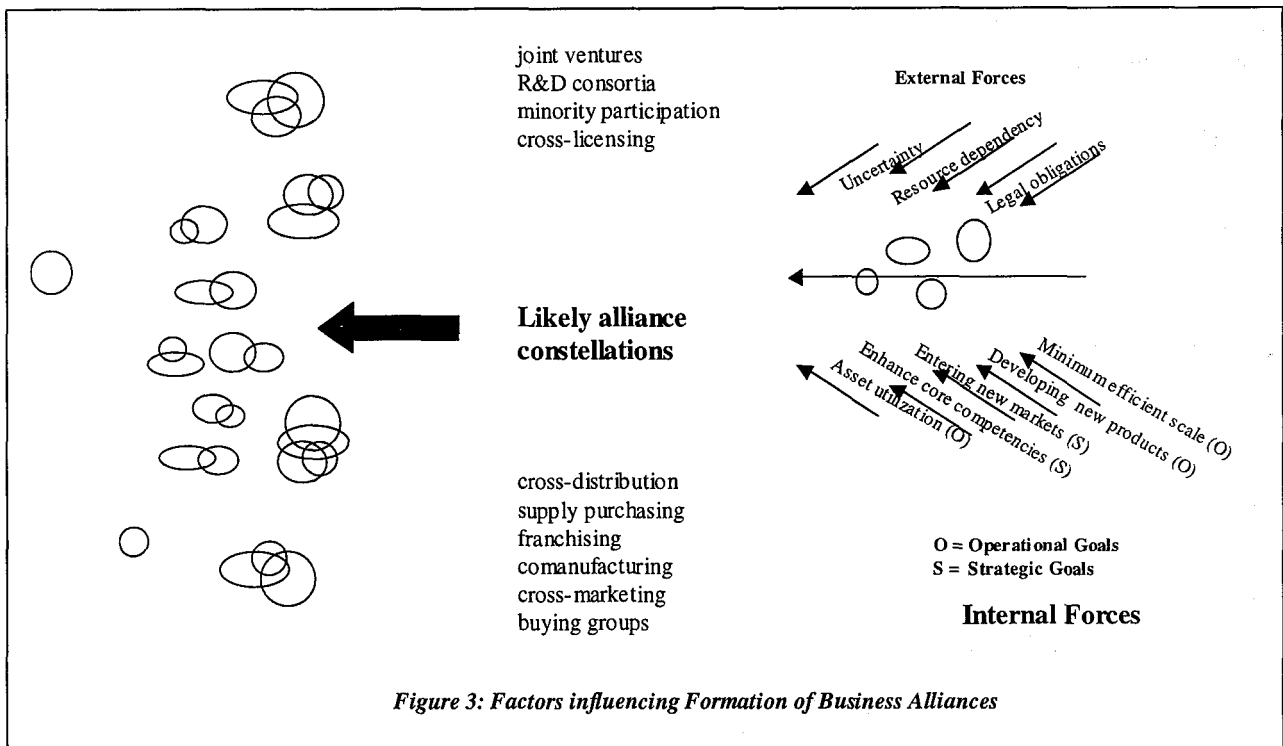 joint ventures
R&D consortia
minority participation
cross-licensing
External Forces
Uncertainty
Resource dependency
Legal obligations
Likely alliance
constellations
Minimum efficient scale (O)
Developing new products (O)
Entering new markets (S)
Enhance core competencies (S)
Asset utilization (O)
cross-distribution
supply purchasing
franchising
comanufacturing
cross-marketing
buying groups
O = Operational Goals
S = Strategic Goals
Internal Forces
Figure 3: Factors influencing Formation of Business Alliances